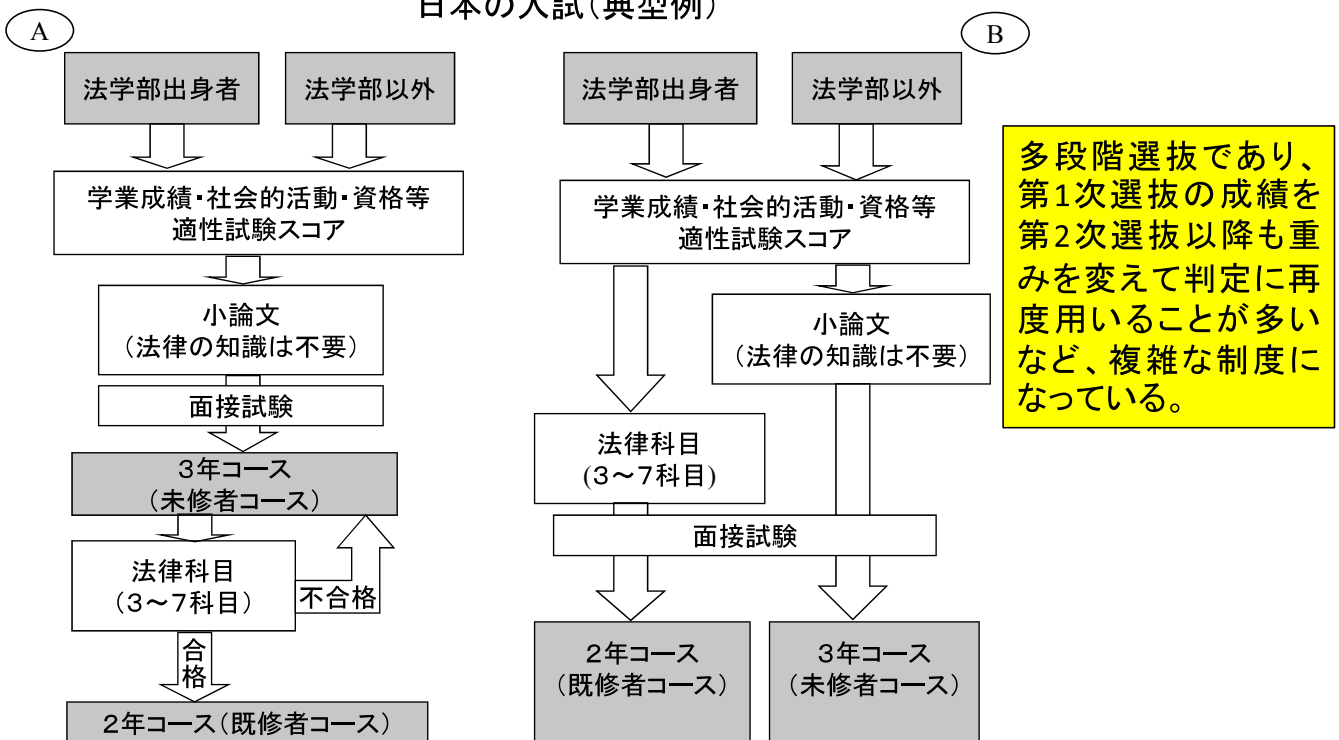 日本の入試(典型例)
A
法学部出身者
法学部以外
学業成績・社会的活動・資格等
適性試験スコア
小論文
(法律の知識は不要)
面接試験
3年コース
(未修者コース)
法律科目
(3～7科目)
不合格
合
格
2年コース(既修者コース)
B
法学部出身者
法学部以外
学業成績・社会的活動・資格等
適性試験スコア
小論文
(法律の知識は不要)
法律科目
(3～7科目)
面接試験
2年コース
(既修者コース)
3年コース
(未修者コース)
多段階選抜であり、
第1次選抜の成績を
第2次選抜以降も重
みを変えて判定に再
度用いることが多い
など、複雑な制度に
なっている。